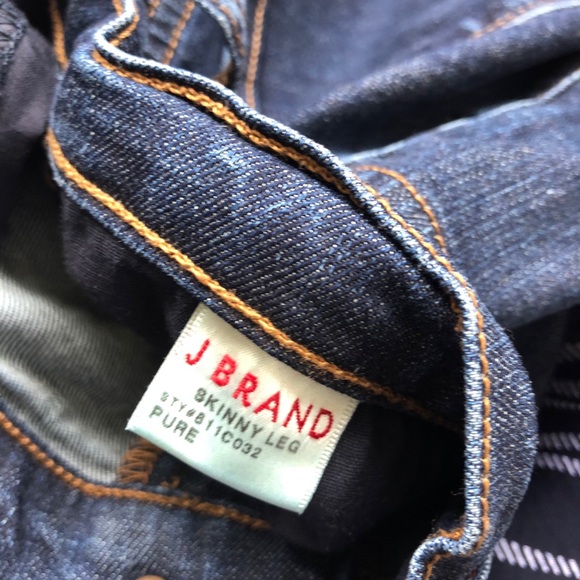 J BRAND
SKINNY LEG
STY#811C032
PURE